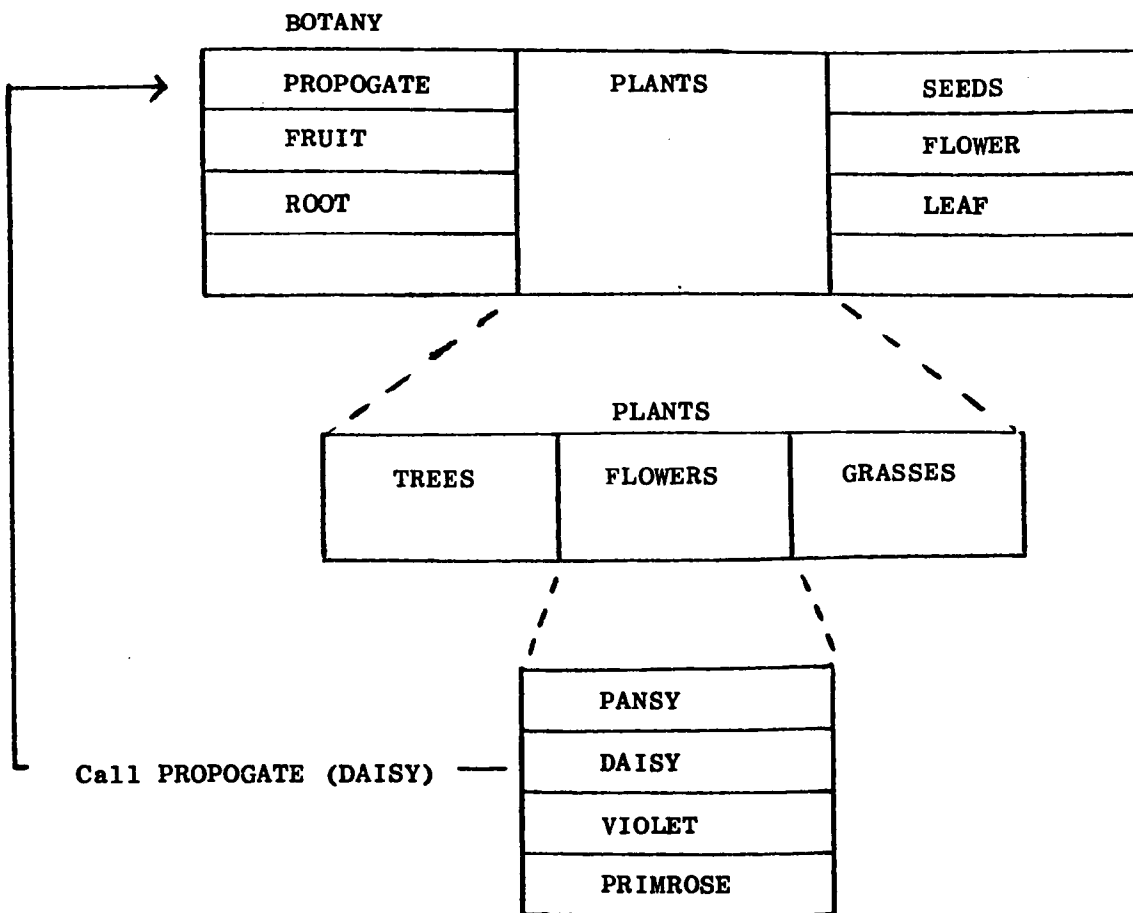 BOTANY
PROPOGATE
PLANTS
SEEDS
FRUIT
FLOWER
ROOT
LEAF
PLANTS
TREES
FLOWERS
GRASSES
PANSY
Call PROPOGATE (DAISY)
DAISY
VIOLET
PRIMROSE